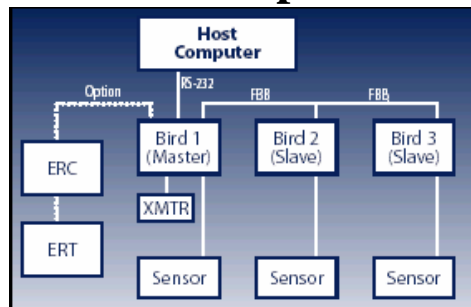 Host
Computer
RS-232
Option
FBB
FBB
Bird 1
(Master)
Bird 2
(Slave)
Bird 3
(Slave)
ERC
XMTR
ERT
Sensor
Sensor
Sensor